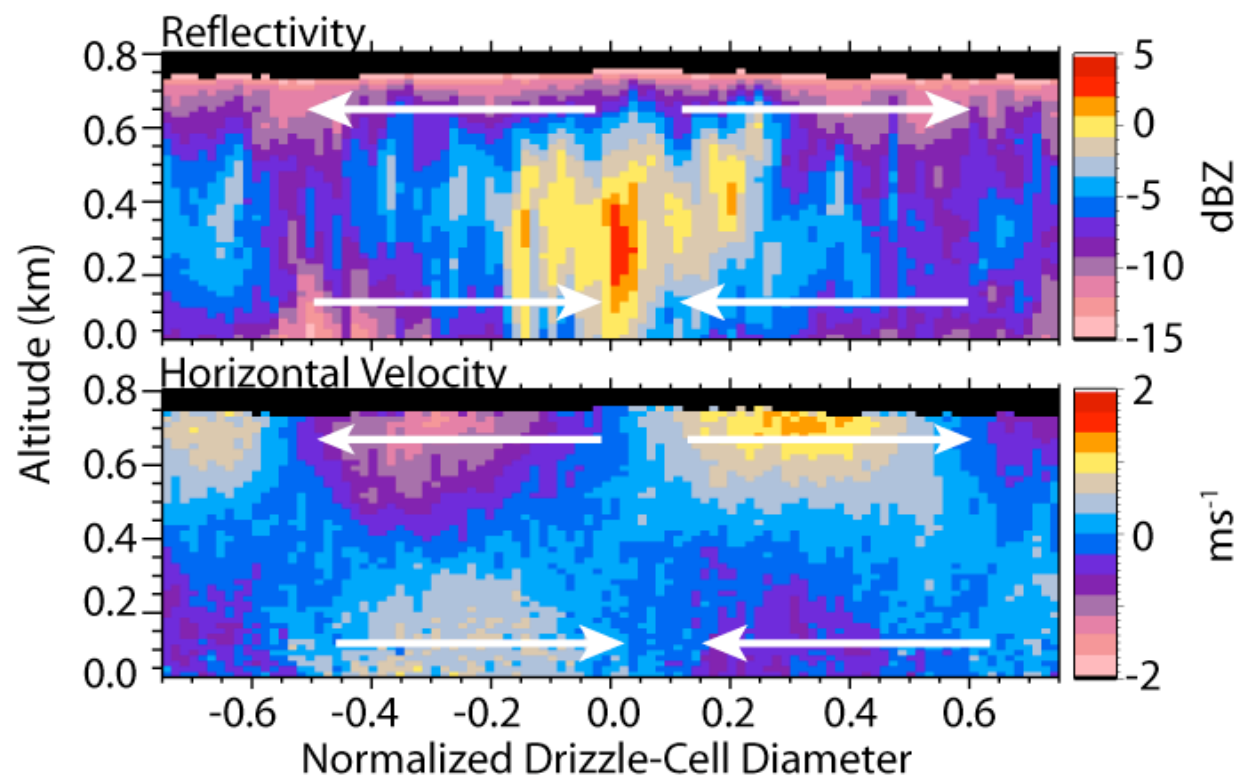 Reflectivity
0.8
0.6
0.4
0.2
0.0
5
0
-5
-10
-15
dBZ
Altitude (km)
Horizontal Velocity
0.8
0.6
0.4
0.2
0.0
2
0
-2
ms-1
-0.6 -0.4 -0.2 0.0 0.2 0.4 0.6
Normalized Drizzle-Cell Diameter